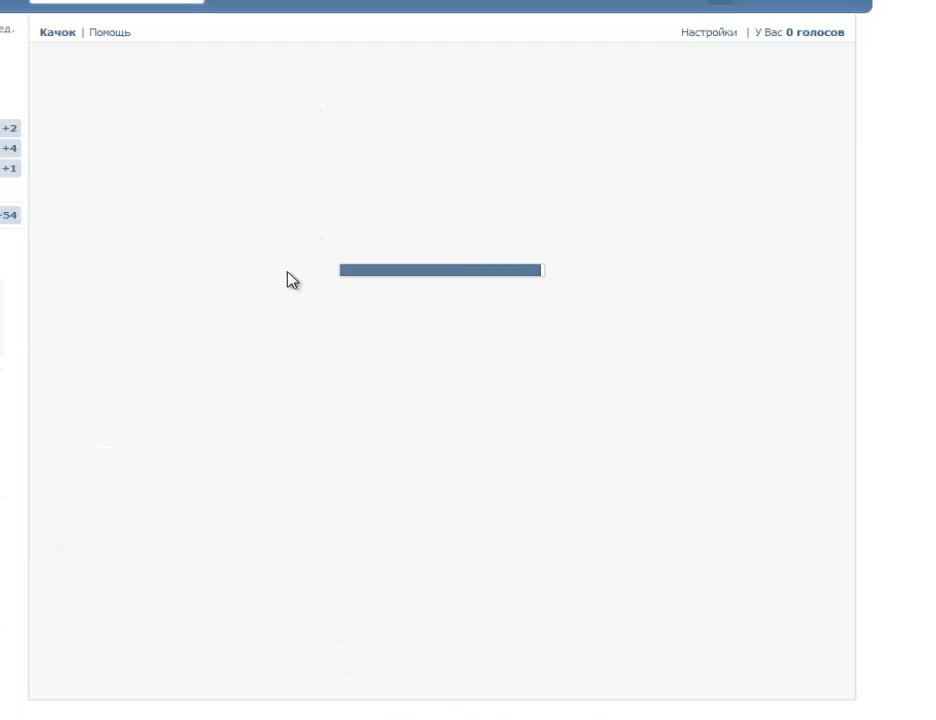 ед.
Качок | Помощь
Настройки | У Вас 0 голосов
+2
+4
+1
+54